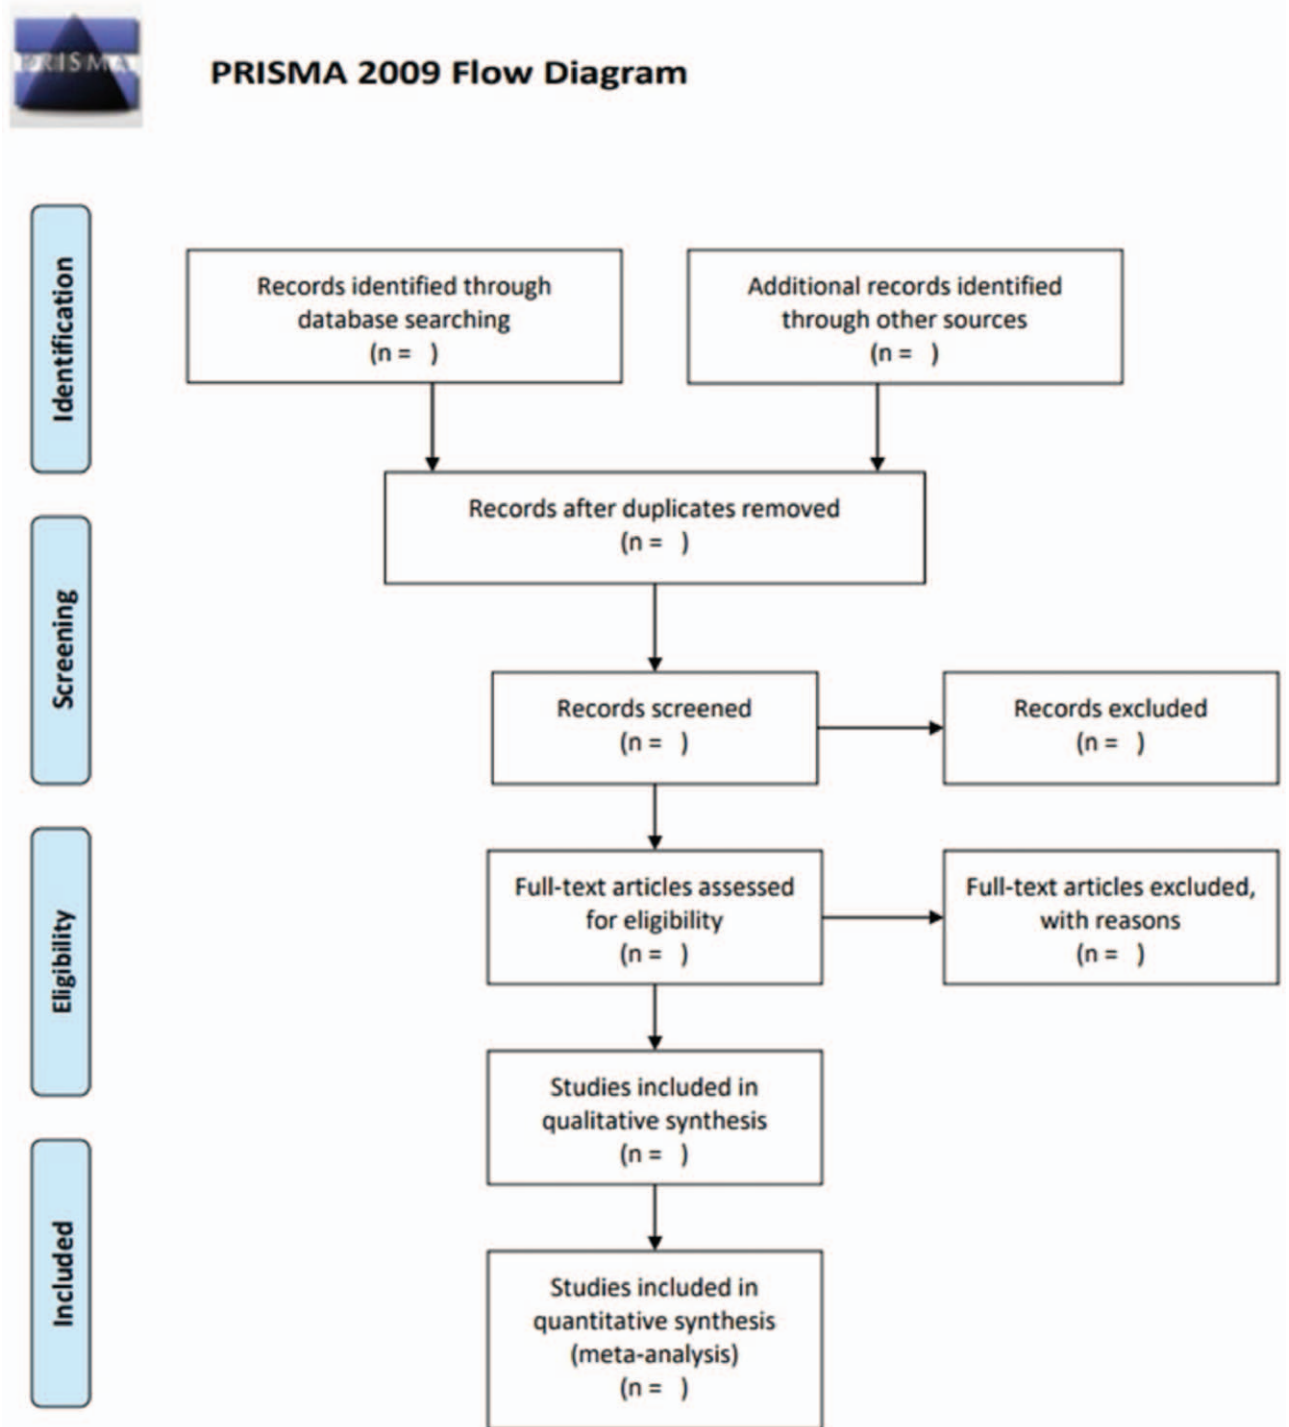 PRISMA
PRISMA 2009 Flow Diagram
Identification
Records identified through
database searching
(n =   )
Additional records identified
through other sources
(n =   )
Records after duplicates removed
(n =   )
Screening
Records screened
(n =   )
Records excluded
(n =   )
Eligibility
Full-text articles assessed
for eligibility
(n =   )
Full-text articles excluded,
with reasons
(n =   )
Studies included in
qualitative synthesis
(n =   )
Included
Studies included in
quantitative synthesis
(meta-analysis)
(n =   )